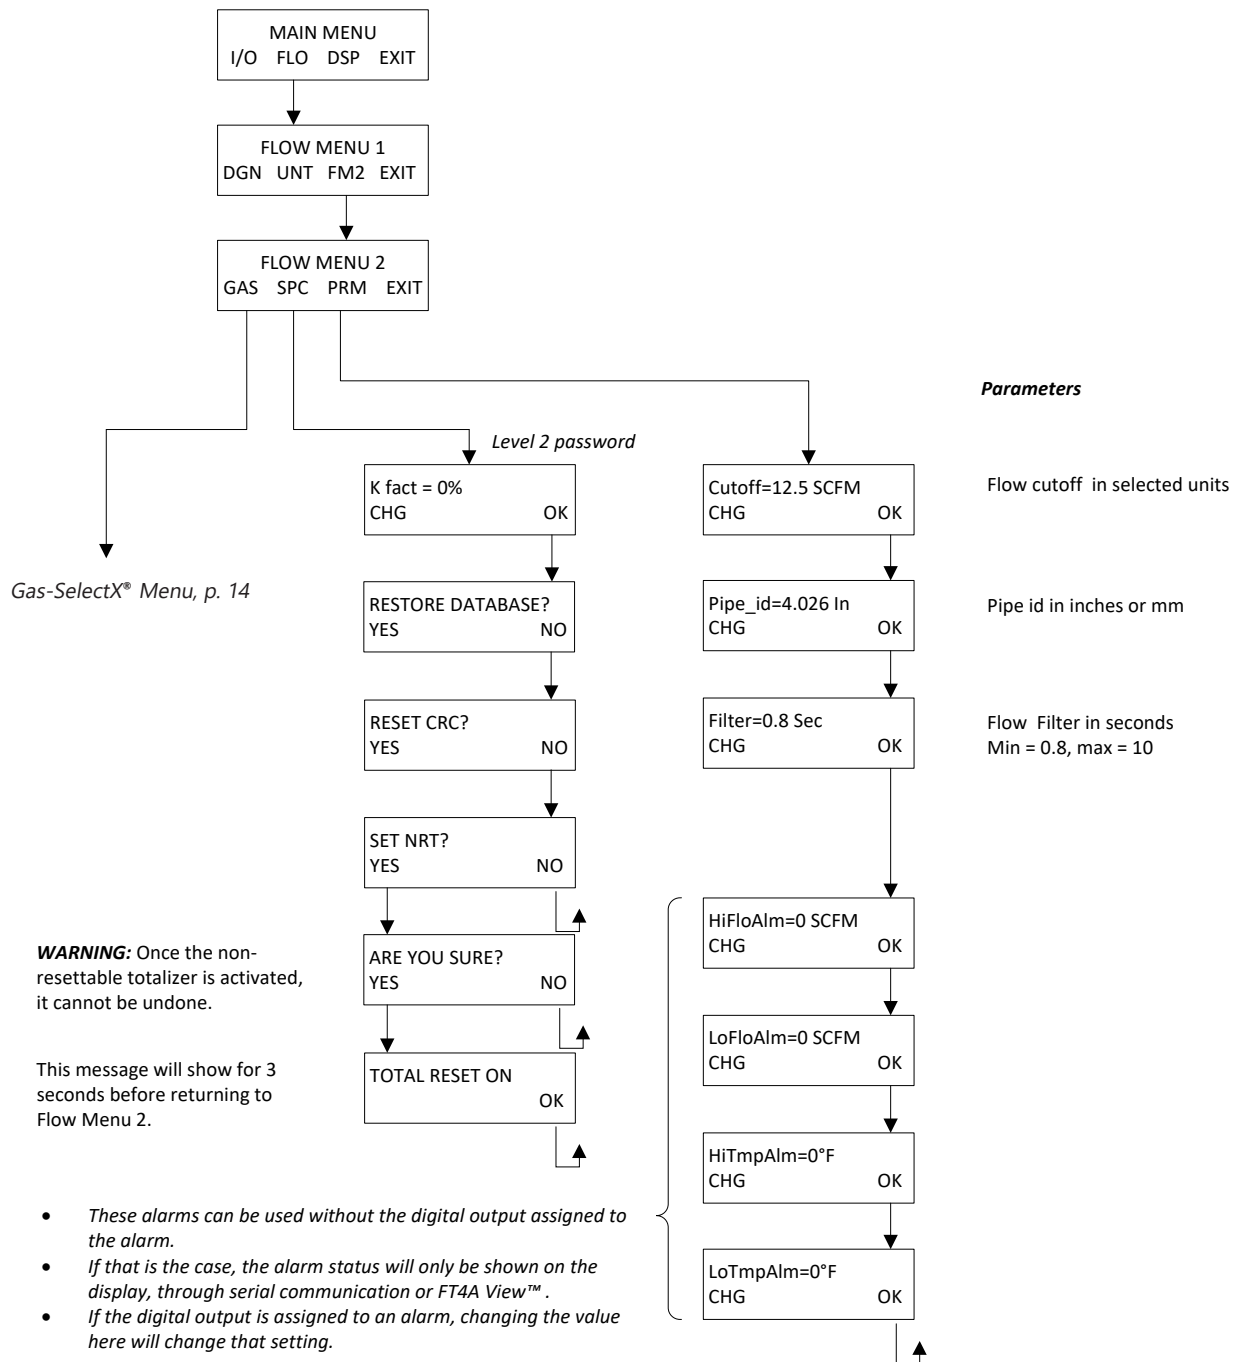 MAIN MENU
I/O FLO DSP EXIT
FLOW MENU 1
DGN UNT FM2 EXIT
FLOW MENU 2
GAS SPC PRM EXIT
Parameters
Level 2 password
K fact = 0%
CHG OK
Cutoff=12.5 SCFM
CHG OK
Flow cutoff in selected units
Gas-SelectX® Menu, p. 14
RESTORE DATABASE?
YES NO
Pipe_id=4.026 In
CHG OK
Pipe id in inches or mm
RESET CRC?
YES NO
Filter=0.8 Sec
CHG OK
Flow Filter in seconds
Min = 0.8, max = 10
SET NRT?
YES NO
HiFloAlm=0 SCFM
CHG OK
WARNING: Once the non-
resettable totalizer is activated,
it cannot be undone.
ARE YOU SURE?
YES NO
LoFloAlm=0 SCFM
CHG OK
This message will show for 3
seconds before returning to
Flow Menu 2.
TOTAL RESET ON
OK
HiTmpAlm=0°F
CHG OK
LoTmpAlm=0°F
CHG OK
• These alarms can be used without the digital output assigned to
the alarm.
• If that is the case, the alarm status will only be shown on the
display, through serial communication or FT4A View™ .
• If the digital output is assigned to an alarm, changing the value
here will change that setting.